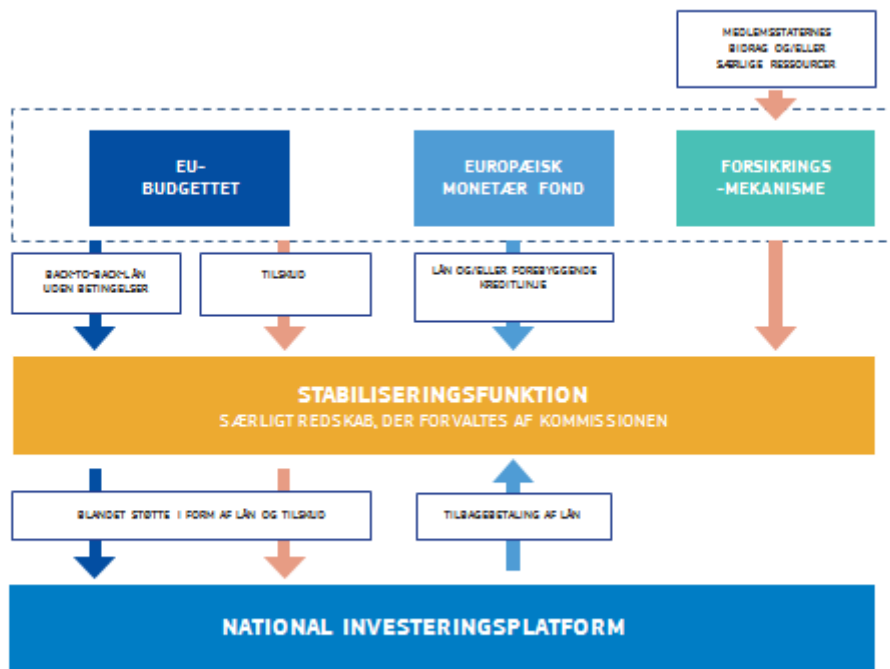 MEDLEMSSTATERNES
BIDRAG OG/ELLER
SÆRLIGE RESSOURCER
EU-
BUDGETTET
EUROPÆISK
MONETÆR FOND
FORSIKRINGS
-MEKANISME
BACK-TO-BACK-LÅN
UDEN BETINGELSER
TILSKUD
LÅN OG/ELLER FOREBYGGENDE
KREDITLINJE
STABILISERINGSFUNKTION
SÆRLIGT REDSKAB, DER FORVALTES AF KOMMISSIONEN
BLANDET STØTTE I FORM AF LÅN OG TILSKUD
TILBAGEBETALING AF LÅN
NATIONAL INVESTERINGSPLATFORM